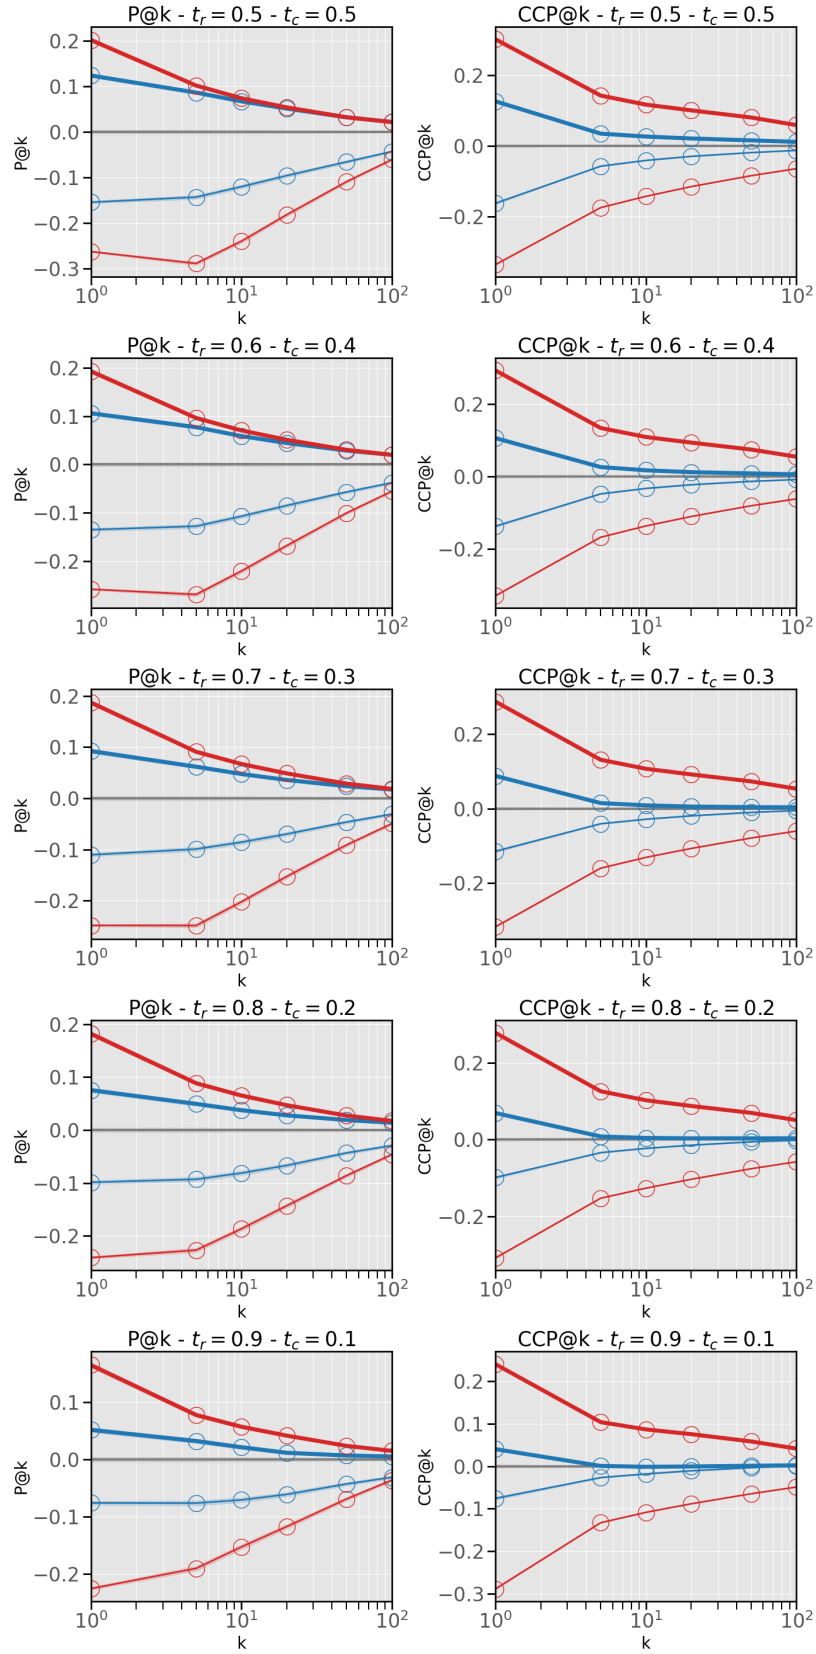 P@k - t_r = 0.5 - t_c = 0.5
0.2
0.1
0.0
−0.1
−0.2
−0.3
P@k
10^0 10^1 10^2
k
CCP@k - t_r = 0.5 - t_c = 0.5
0.2
0.0
−0.2
CCP@k
10^0 10^1 10^2
k
P@k - t_r = 0.6 - t_c = 0.4
0.2
0.1
0.0
−0.1
−0.2
P@k
10^0 10^1 10^2
k
CCP@k - t_r = 0.6 - t_c = 0.4
0.2
0.0
−0.2
CCP@k
10^0 10^1 10^2
k
P@k - t_r = 0.7 - t_c = 0.3
0.2
0.1
0.0
−0.1
−0.2
P@k
10^0 10^1 10^2
k
CCP@k - t_r = 0.7 - t_c = 0.3
0.2
0.0
−0.2
CCP@k
10^0 10^1 10^2
k
P@k - t_r = 0.8 - t_c = 0.2
0.2
0.1
0.0
−0.1
−0.2
P@k
10^0 10^1 10^2
k
CCP@k - t_r = 0.8 - t_c = 0.2
0.2
0.0
−0.2
CCP@k
10^0 10^1 10^2
k
P@k - t_r = 0.9 - t_c = 0.1
0.1
0.0
−0.1
−0.2
P@k
10^0 10^1 10^2
k
CCP@k - t_r = 0.9 - t_c = 0.1
0.2
0.1
0.0
−0.1
−0.2
−0.3
CCP@k
10^0 10^1 10^2
k